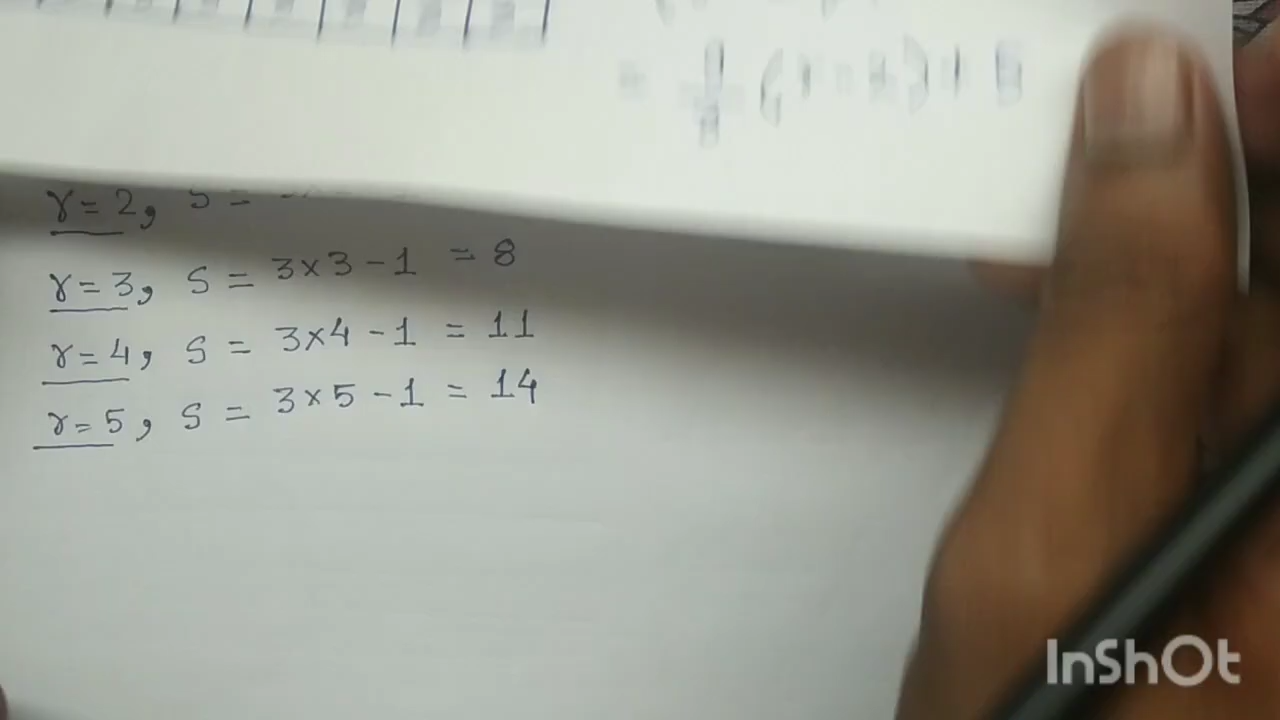 r = 2, S =
r = 3, S = 3 × 3 - 1 = 8
r = 4, S = 3 × 4 - 1 = 11
r = 5, S = 3 × 5 - 1 = 14
InShOt